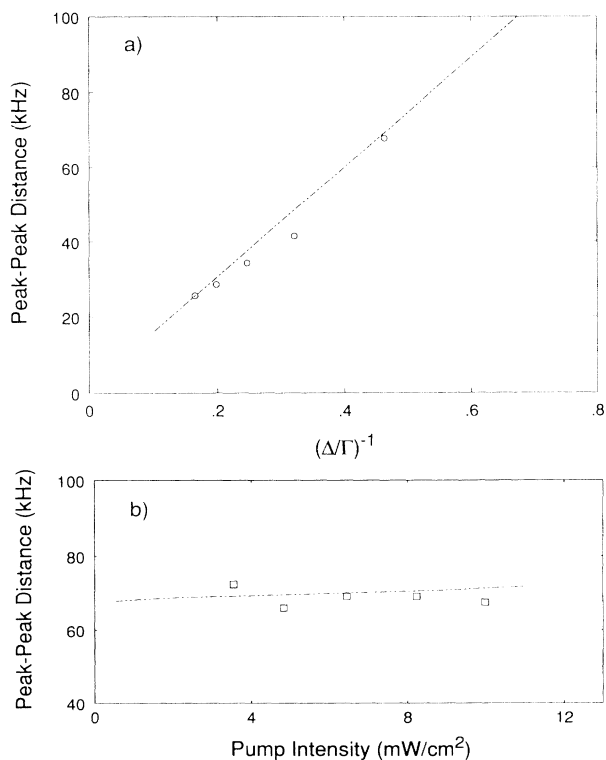 a)
Peak-Peak Distance (kHz)
100
80
60
40
20
0
0 .2 .4 .6 .8
(Δ/Γ)⁻¹
b)
Peak-Peak Distance (kHz)
100
80
60
40
0 4 8 12
Pump Intensity (mW/cm²)